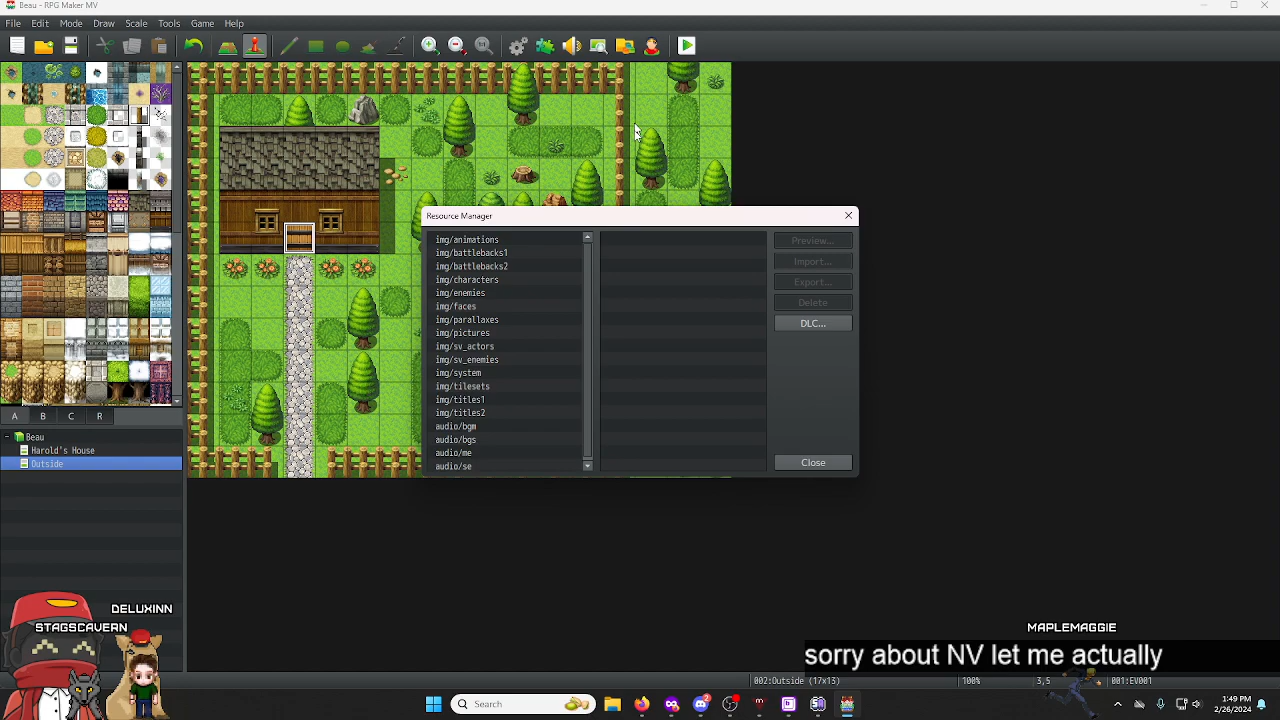 Beau - RPG Maker MV
File Edit Mode Draw Scale Tools Game Help
Resource Manager
img/animations
img/battlebacks1
img/battlebacks2
img/characters
img/enemies
img/faces
img/parallaxes
img/pictures
img/sv_actors
img/sv_enemies
img/system
img/tilesets
img/titles1
img/titles2
audio/bgm
audio/bgs
audio/me
audio/se
Preview...
Import...
Export...
Delete
DLC...
Close
A B C R
Beau
Harold's House
Outside
DELUXINN
STAGSCAVERN
MAPLEMAGGIE
sorry about NV let me actually
002:Outside (17x13) 100% 3,5 001:EV001
Search
2
1:49 PM
2/26/2024